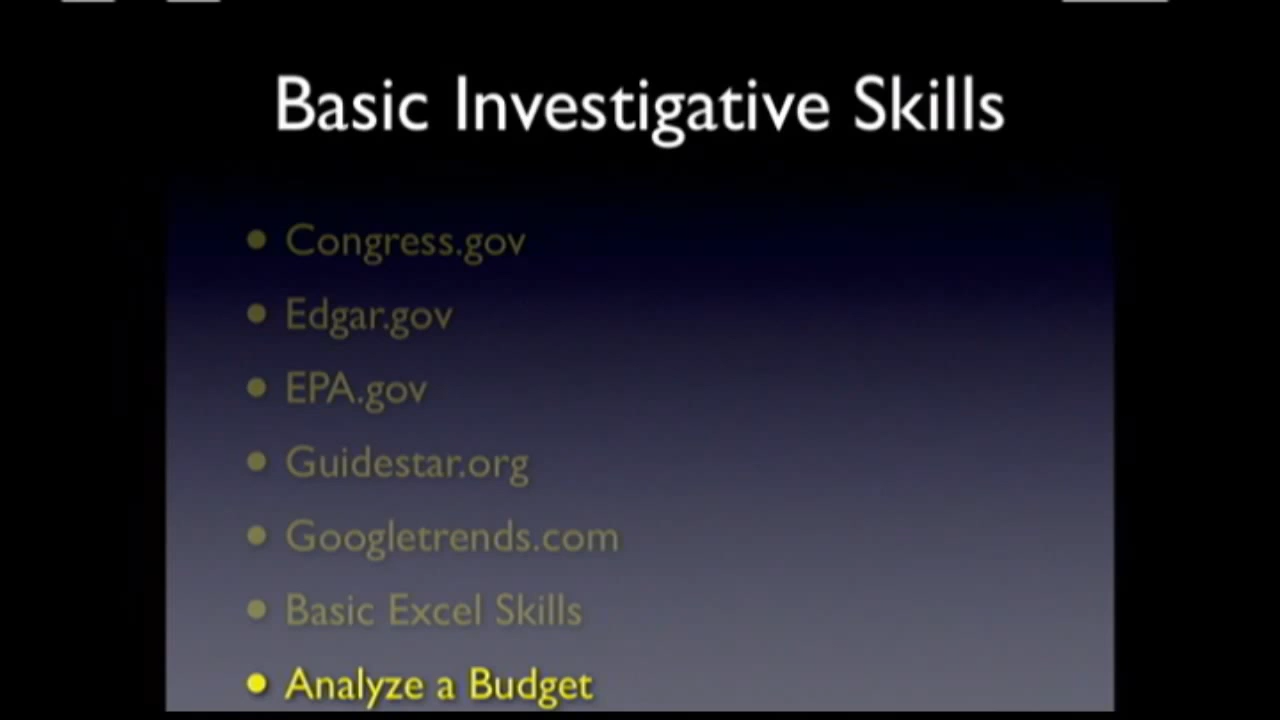 Basic Investigative Skills
• Congress.gov
• Edgar.gov
• EPA.gov
• Guidestar.org
• Googletrends.com
• Basic Excel Skills
• Analyze a Budget